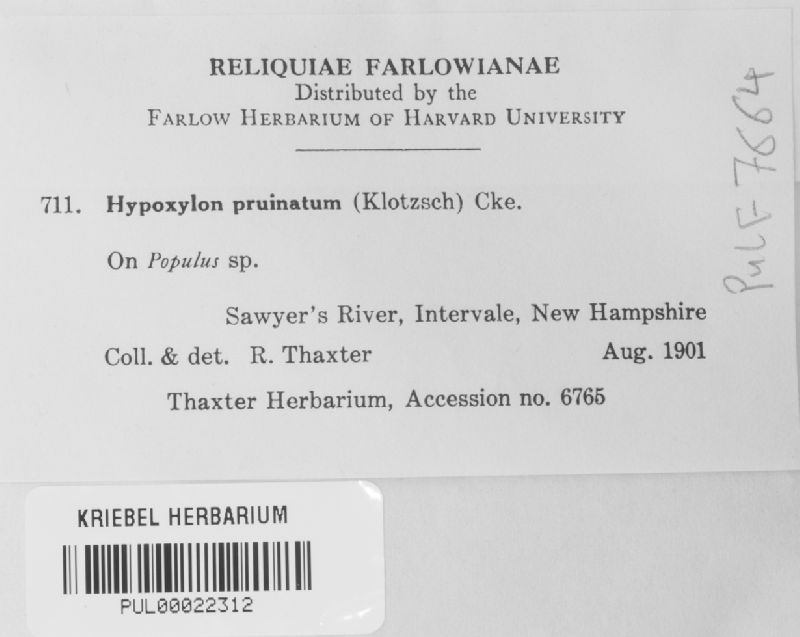 RELIQUIAE FARLOWIANAE
Distributed by the
FARLOW HERBARIUM OF HARVARD UNIVERSITY
711. Hypoxylon pruinatum (Klotzsch) Cke.
On Populus sp.
Sawyer's River, Intervale, New Hampshire
Coll. & det. R. Thaxter Aug. 1901
Thaxter Herbarium, Accession no. 6765
PUL F 7664
KRIEBEL HERBARIUM
PUL00022312